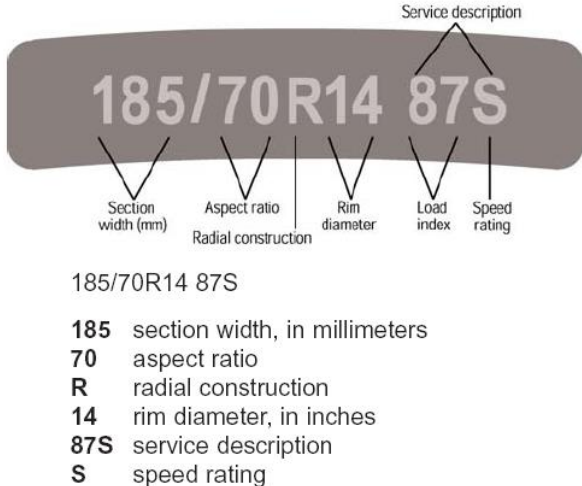 Service description
185/70R14 87S
Section width (mm)
Aspect ratio
Radial construction
Rim diameter
Load index
Speed rating
185/70R14 87S
185 section width, in millimeters
70 aspect ratio
R radial construction
14 rim diameter, in inches
87S service description
S speed rating